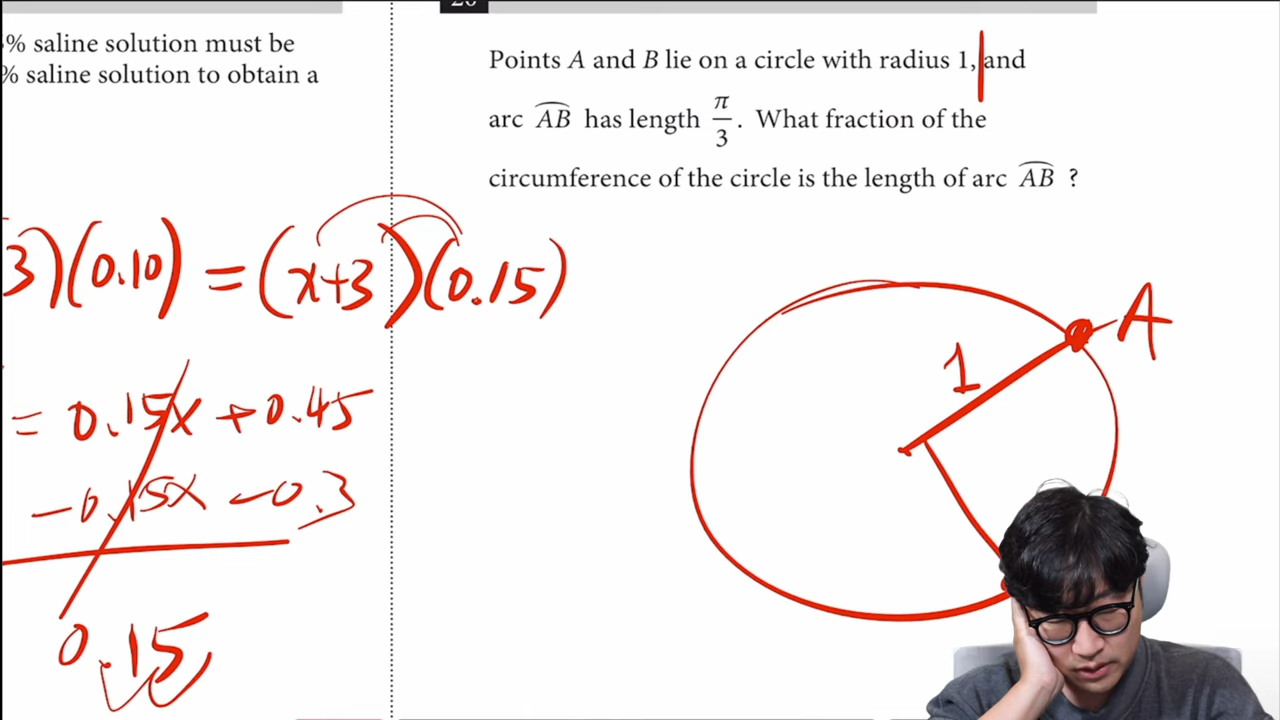 % saline solution must be
% saline solution to obtain a
3)(0.10) = (x+3)(0.15)
= 0.15x + 0.45
-0.15x -0.3
0.15
Points A and B lie on a circle with radius 1, and
arc AB has length π/3. What fraction of the
circumference of the circle is the length of arc AB ?
1
A